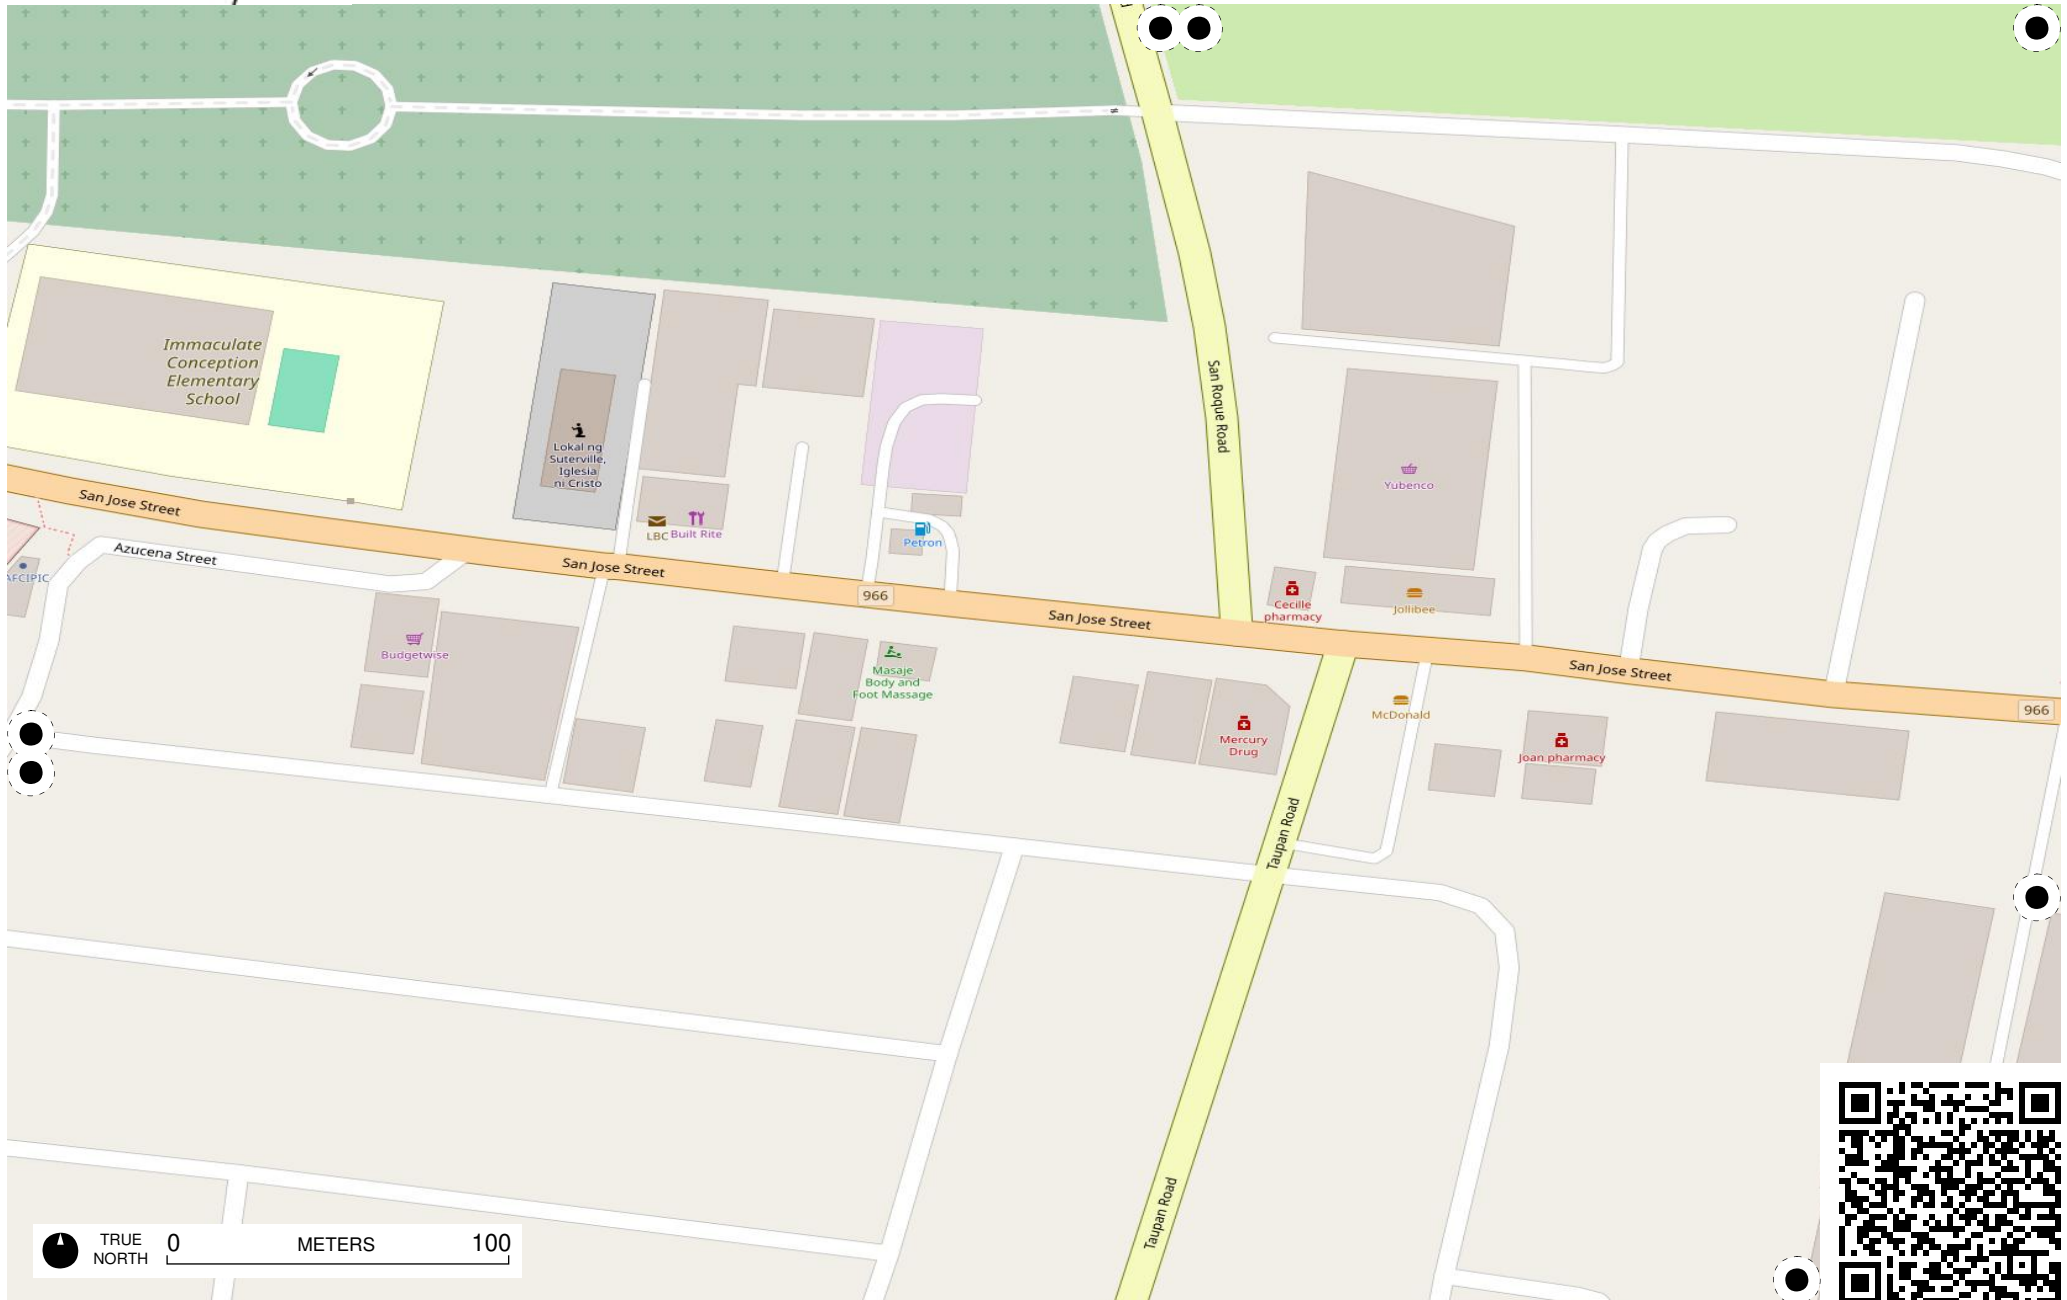 Immaculate
Conception
Elementary
School
San Roque Road
Lokal ng
Suterville,
Iglesia
ni Cristo
Yubenco
San Jose Street
LBC
Built Rite
Petron
Azucena Street
AFCIPIC
San Jose Street
966
Cecille
pharmacy
Jollibee
San Jose Street
Budgetwise
Masaje
Body and
Foot Massage
San Jose Street
McDonald
966
Mercury
Drug
Joan pharmacy
Taupan Road
Taupan Road
TRUE
NORTH
0 METERS 100